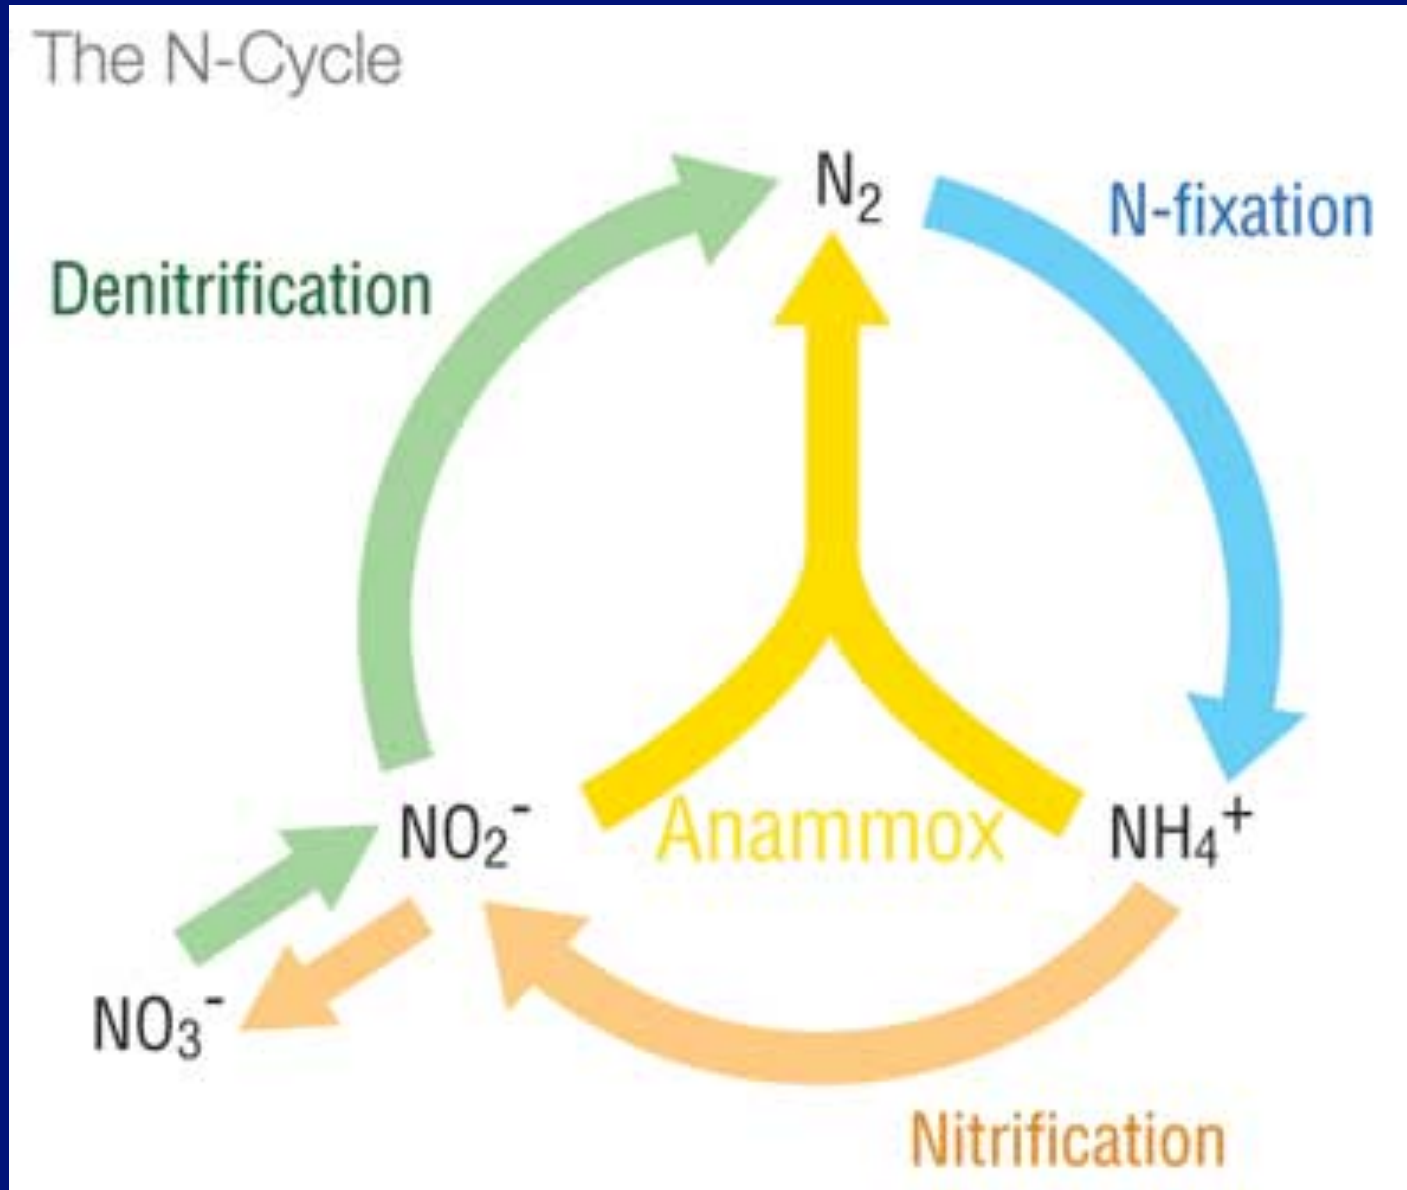 The N-Cycle
N₂
N-fixation
Denitrification
NO₂⁻
Anammox
NH₄⁺
NO₃⁻
Nitrification